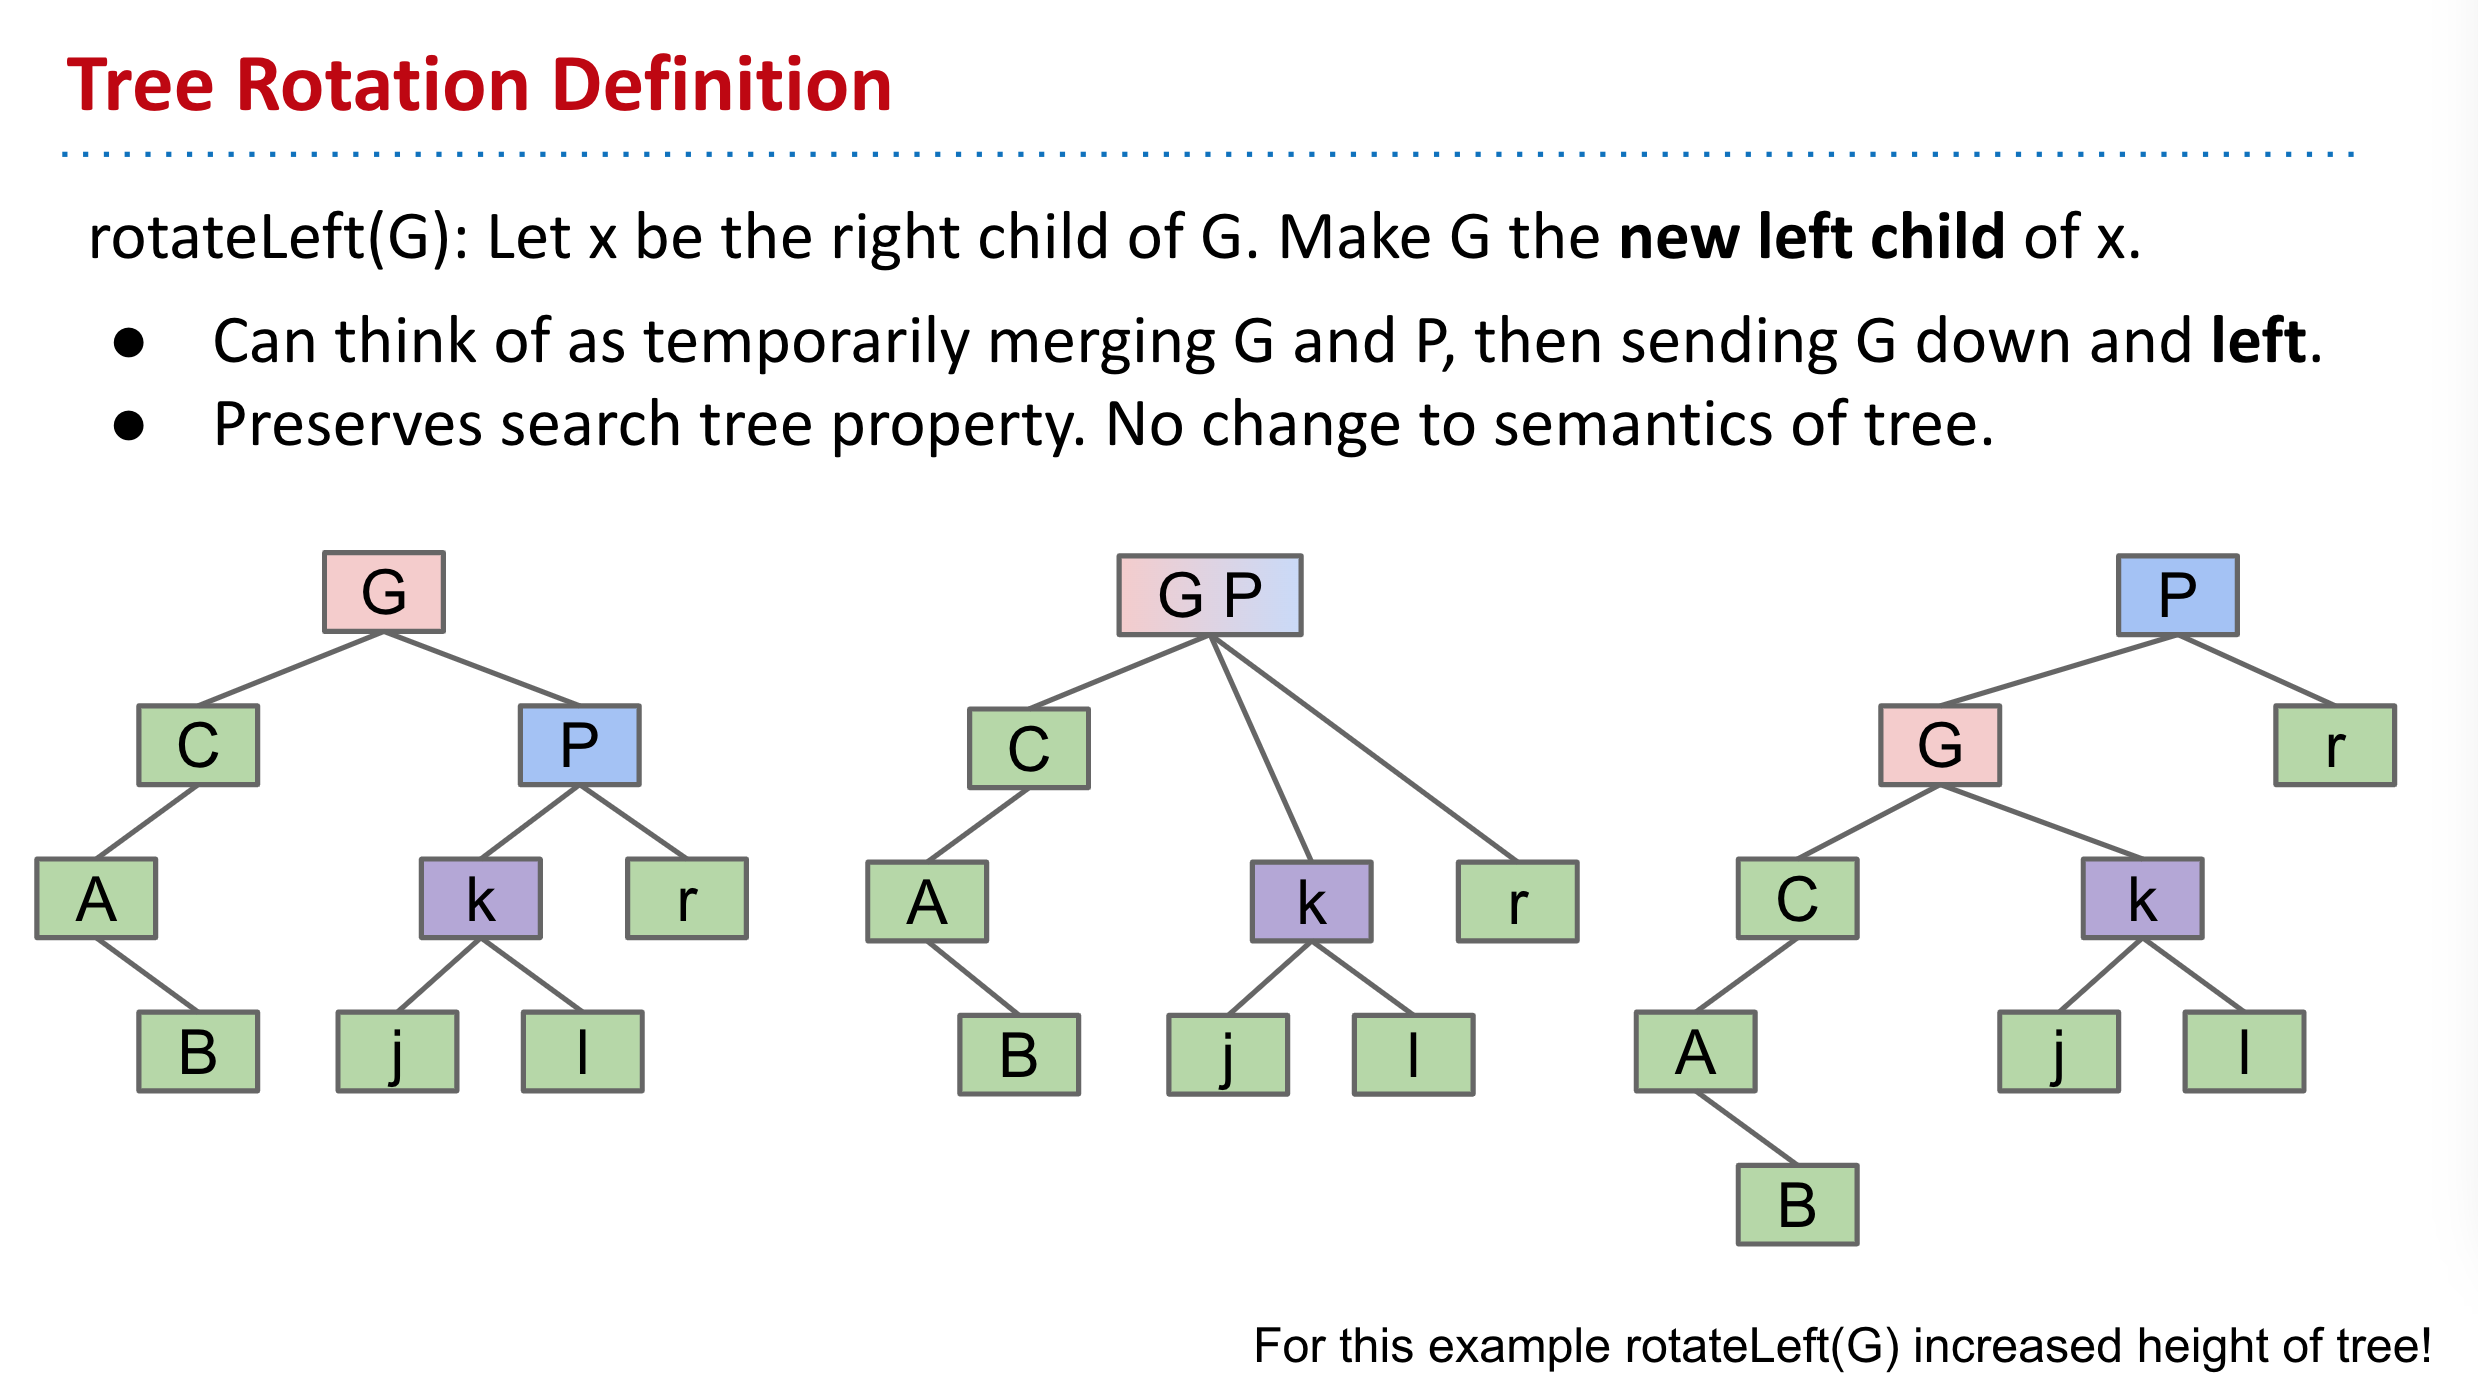 Tree Rotation Definition
rotateLeft(G): Let x be the right child of G. Make G the new left child of x.
● Can think of as temporarily merging G and P, then sending G down and left.
● Preserves search tree property. No change to semantics of tree.
G
C
P
A
k
r
B
j
l
G P
C
A
k
r
B
j
l
P
G
r
C
k
A
j
l
B
For this example rotateLeft(G) increased height of tree!